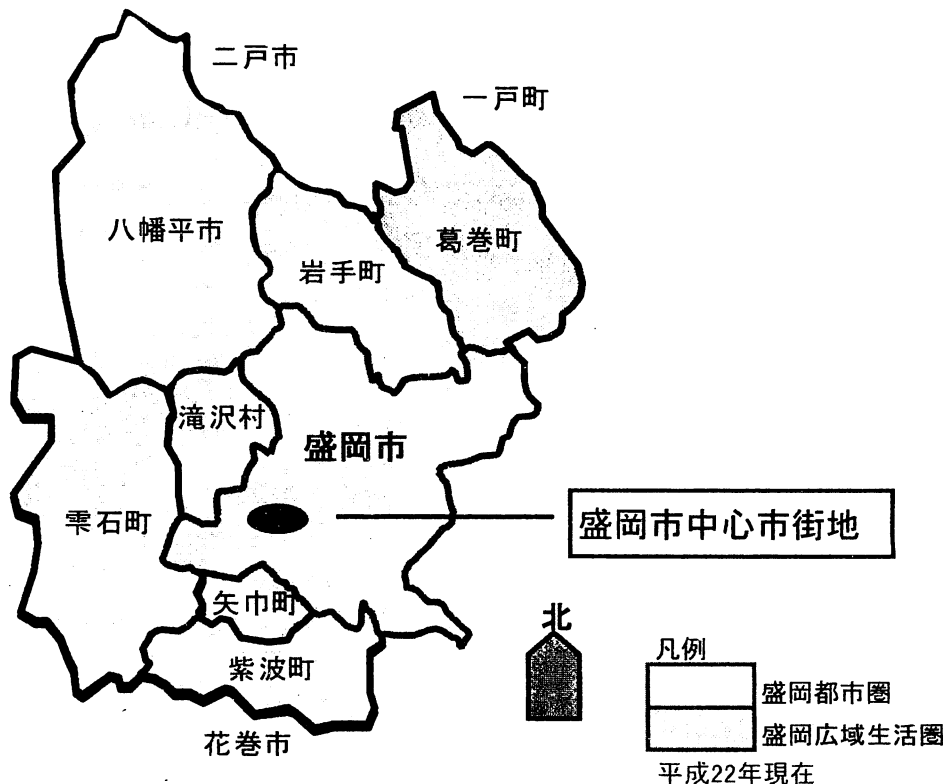 二戸市
一戸町
八幡平市
岩手町
葛巻町
滝沢村
盛岡市
雫石町
盛岡市中心市街地
矢巾町
北
紫波町
花巻市
凡例
盛岡都市圏
盛岡広域生活圏
平成22年現在